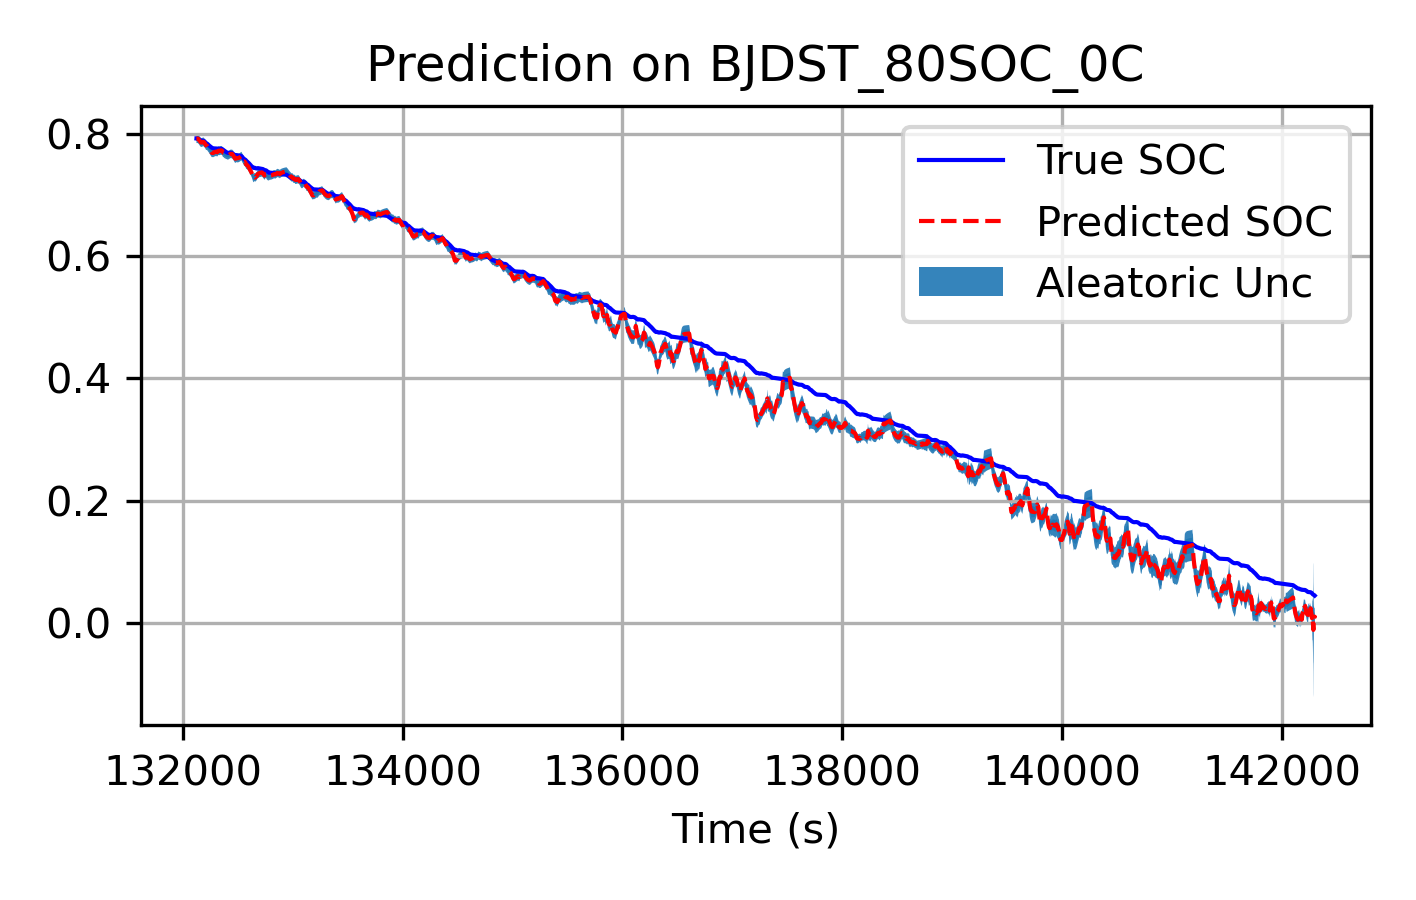 Prediction on BJDST_80SOC_0C
True SOC
Predicted SOC
Aleatoric Unc
0.8
0.6
0.4
0.2
0.0
132000 134000 136000 138000 140000 142000
Time (s)